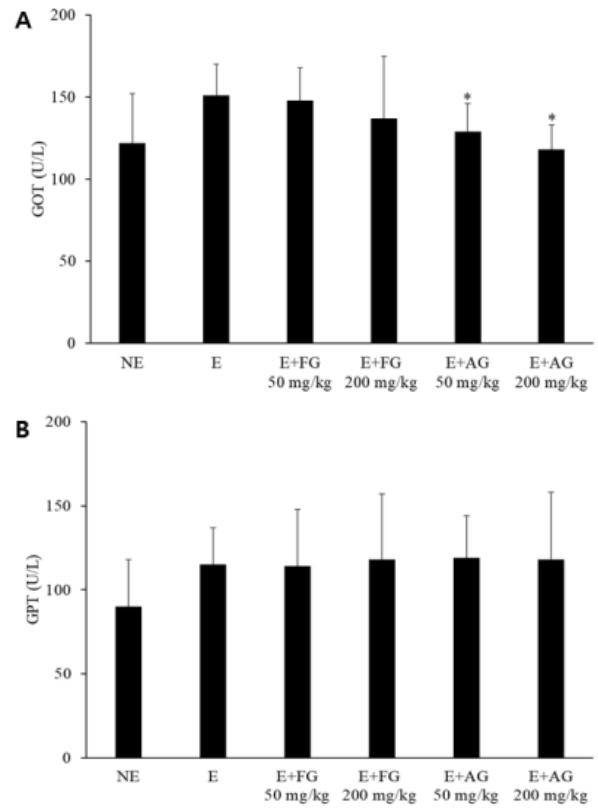 A
200
150
100
50
0
GOT (U/L)
* *
NE E E+FG E+FG E+AG E+AG
50 mg/kg 200 mg/kg 50 mg/kg 200 mg/kg
B
200
150
100
50
0
GPT (U/L)
NE E E+FG E+FG E+AG E+AG
50 mg/kg 200 mg/kg 50 mg/kg 200 mg/kg